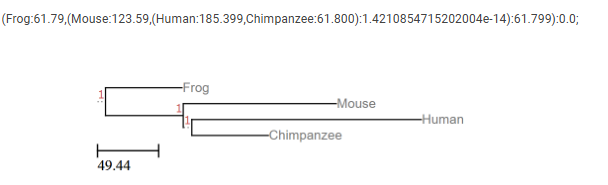 (Frog:61.79,(Mouse:123.59,(Human:185.399,Chimpanzee:61.800):1.4210854715202004e-14):61.799):0.0;
Frog
1
Mouse
1
Human
1
Chimpanzee
49.44